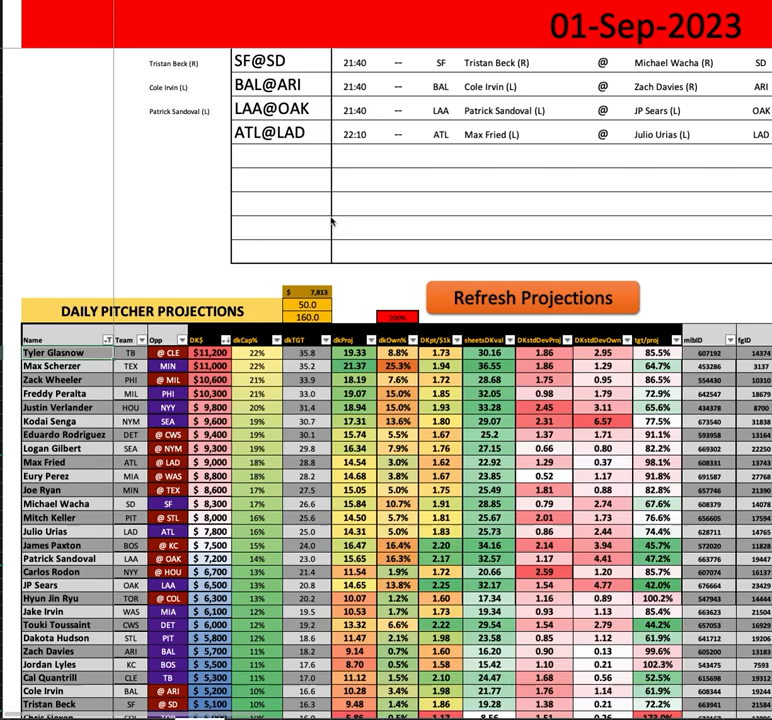 01-Sep-2023
Tristan Beck (R) SF@SD 21:40 -- SF Tristan Beck (R) @ Michael Wacha (R) SD
Cole Irvin (L) BAL@ARI 21:40 -- BAL Cole Irvin (L) @ Zach Davies (R) ARI
Patrick Sandoval (L) LAA@OAK 21:40 -- LAA Patrick Sandoval (L) @ JP Sears (L) OAK
ATL@LAD 22:10 -- ATL Max Fried (L) @ Julio Urias (L) LAD
$ 7,813
DAILY PITCHER PROJECTIONS 50.0 Refresh Projections
160.0 100%
Name Team Opp DK$ dkCap% dkTGT dkProj dkOwn% DKpt/$1k sheetsDKval DKstdDevProj DKstdDevOwn tgt/proj mlbID fgID
Tyler Glasnow TB @ CLE $11,200 22% 35.8 19.33 8.8% 1.73 30.16 1.86 2.95 85.5% 607192 14374
Max Scherzer TEX MIN $11,000 22% 35.2 21.37 25.3% 1.94 36.55 1.86 1.29 64.7% 453286 3137
Zack Wheeler PHI @ MIL $10,600 21% 33.9 18.19 7.6% 1.72 28.68 1.75 0.95 86.5% 554430 10310
Freddy Peralta MIL PHI $10,300 21% 33.0 19.07 15.0% 1.85 32.05 0.98 1.79 72.9% 642547 18679
Justin Verlander HOU NYY $ 9,800 20% 31.4 18.94 15.0% 1.93 33.28 2.45 3.11 65.6% 434378 8700
Kodai Senga NYM SEA $ 9,600 19% 30.7 17.31 13.6% 1.80 29.07 2.31 6.57 77.5% 673540 31838
Eduardo Rodriguez DET @ CWS $ 9,400 19% 30.1 15.74 5.5% 1.67 25.2 1.37 1.71 91.1% 593958 13164
Logan Gilbert SEA @ NYM $ 9,300 19% 29.8 16.34 7.9% 1.76 27.15 0.66 0.80 82.2% 669302 22250
Max Fried ATL @ LAD $ 9,000 18% 28.8 14.54 3.0% 1.62 22.92 1.29 0.37 98.1% 608331 13743
Eury Perez MIA @ WAS $ 8,800 18% 28.2 14.68 3.8% 1.67 23.85 0.52 1.17 91.8% 691587 27768
Joe Ryan MIN @ TEX $ 8,600 17% 27.5 15.05 5.0% 1.75 25.49 1.81 0.88 82.8% 657746 21390
Michael Wacha SD SF $ 8,300 17% 26.6 15.84 10.7% 1.91 28.85 0.79 2.74 67.6% 608379 14078
Mitch Keller PIT @ STL $ 8,000 16% 25.6 14.50 5.7% 1.81 25.67 2.01 1.73 76.6% 656605 17594
Julio Urias LAD ATL $ 7,800 16% 25.0 14.31 5.0% 1.83 25.73 0.86 2.44 74.4% 628711 14765
James Paxton BOS @ KC $ 7,500 15% 24.0 16.47 16.4% 2.20 34.16 2.14 3.94 45.7% 572020 11828
Patrick Sandoval LAA @ OAK $ 7,200 14% 23.0 15.65 16.3% 2.17 32.57 1.17 4.41 47.2% 663776 19447
Carlos Rodon NYY @ HOU $ 6,700 13% 21.4 11.54 1.9% 1.72 20.66 2.59 1.20 85.7% 607074 16137
JP Sears OAK LAA $ 6,500 13% 20.8 14.65 13.8% 2.25 32.17 1.54 4.77 42.0% 676664 23429
Hyun Jin Ryu TOR @ COL $ 6,300 13% 20.2 10.07 1.2% 1.60 17.34 1.16 0.89 100.2% 547943 14444
Jake Irvin WAS MIA $ 6,100 12% 19.5 10.53 1.7% 1.73 19.34 0.93 1.13 85.4% 663623 21504
Touki Toussaint CWS DET $ 6,000 12% 19.2 13.32 6.6% 2.22 29.54 1.54 2.79 44.2% 657053 16929
Dakota Hudson STL PIT $ 5,800 12% 18.6 11.47 2.1% 1.98 23.58 0.85 1.12 61.9% 641712 19206
Zach Davies ARI BAL $ 5,700 11% 18.2 9.14 0.7% 1.60 16.20 0.90 0.13 99.6% 605200 13183
Jordan Lyles KC BOS $ 5,500 11% 17.6 8.70 0.5% 1.58 15.42 1.10 0.21 102.3% 543475 7593
Cal Quantrill CLE TB $ 5,300 11% 17.0 11.12 1.5% 2.10 24.47 1.68 0.56 52.5% 615698 19312
Cole Irvin BAL @ ARI $ 5,200 10% 16.6 10.28 3.4% 1.98 21.77 1.76 1.14 61.9% 608344 19244
Tristan Beck SF @ SD $ 5,100 10% 16.6 9.48 1.4% 1.86 19.28 1.31 0.38 72.2% 663941 21584